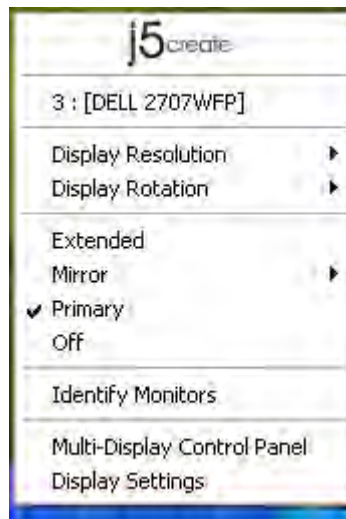 j5create
3 : [DELL 2707WFP]
Display Resolution
Display Rotation
Extended
Mirror
Primary
Off
Identify Monitors
Multi-Display Control Panel
Display Settings